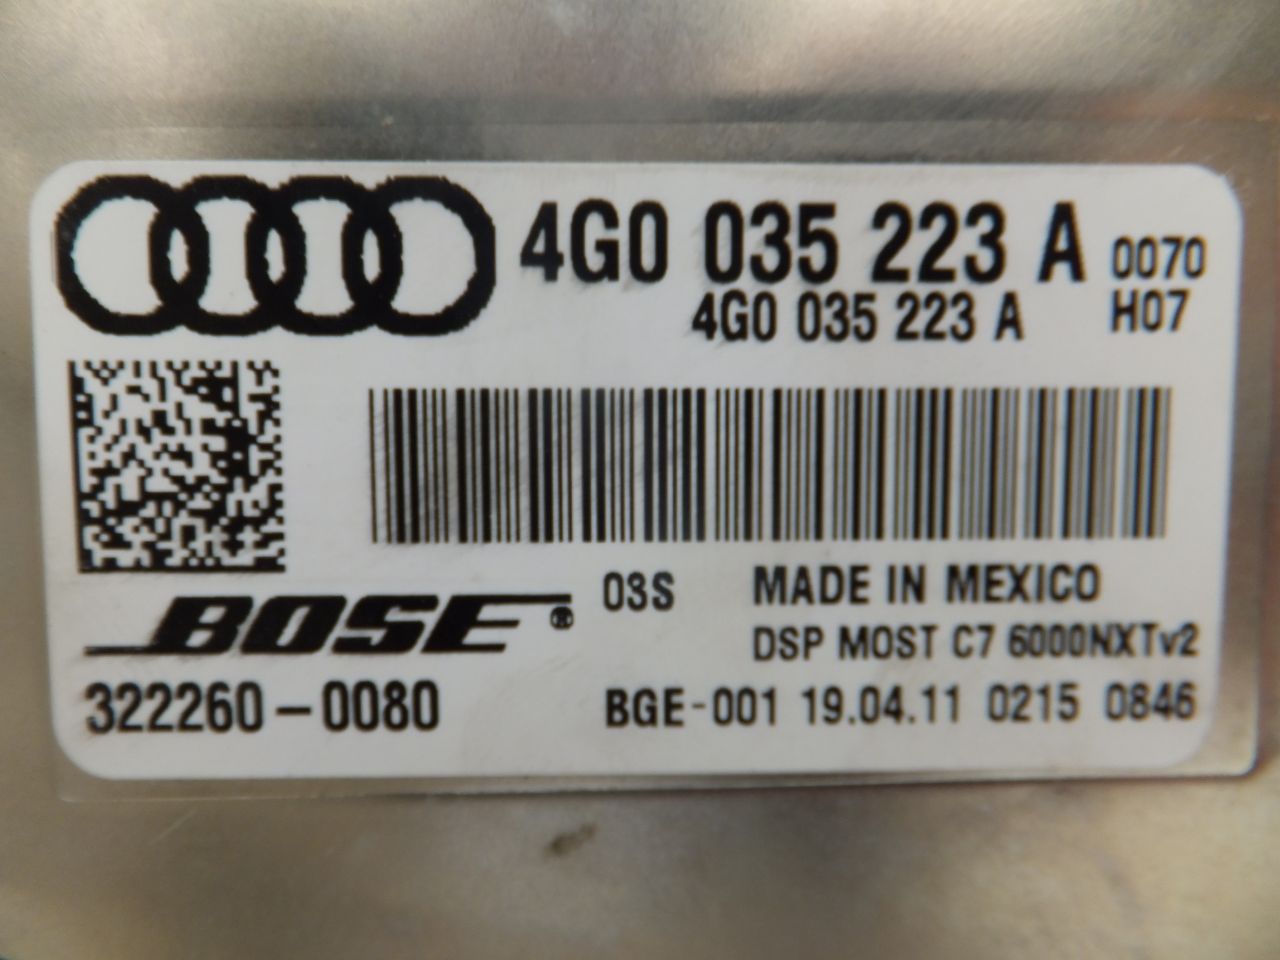 4G0 035 223 A 0070
4G0 035 223 A H07
BOSE® 03S MADE IN MEXICO
DSP MOST C7 6000NXTv2
322260-0080 BGE-001 19.04.11 0215 0846